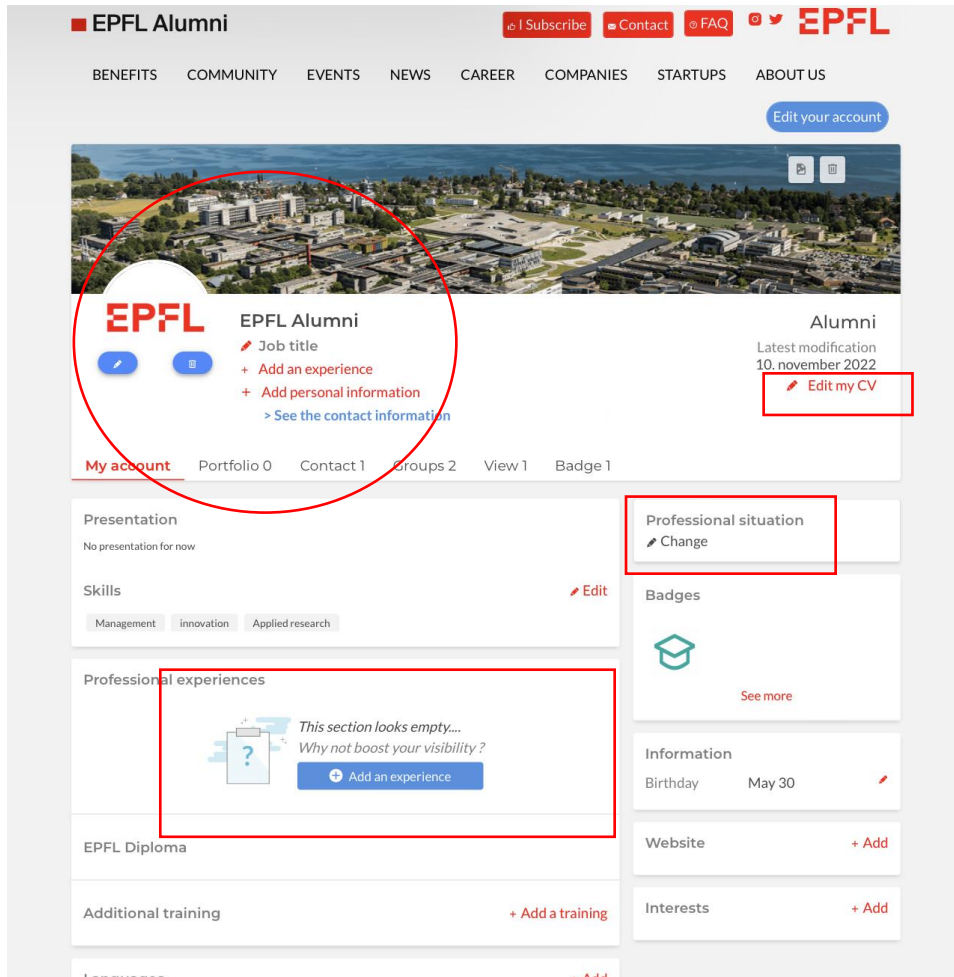 EPFL Alumni
I Subscribe
Contact
FAQ
EPFL
BENEFITS COMMUNITY EVENTS NEWS CAREER COMPANIES STARTUPS ABOUT US
Edit your account
EPFL
EPFL Alumni
Job title
+ Add an experience
+ Add personal information
> See the contact information
Alumni
Latest modification
10. november 2022
Edit my CV
My account Portfolio 0 Contact 1 Groups 2 View 1 Badge 1
Presentation
No presentation for now
Skills Edit
Management innovation Applied research
Professional experiences
?
This section looks empty....
Why not boost your visibility ?
Add an experience
EPFL Diploma
Additional training + Add a training
Professional situation
Change
Badges
See more
Information
Birthday May 30
Website + Add
Interests + Add
Languages + Add